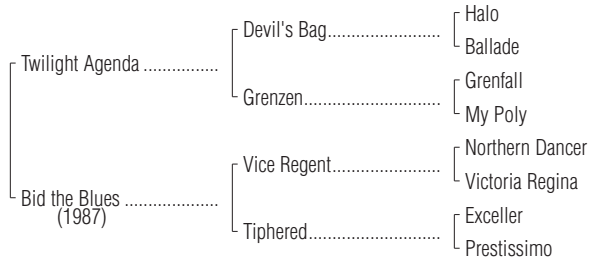 Halo
Devil's Bag..........................
Ballade
Twilight Agenda ................
Grenfall
Grenzen................................
My Poly
Northern Dancer
Vice Regent.........................
Victoria Regina
Bid the Blues ....................
(1987)
Exceller
Tiphered..............................
Prestissimo